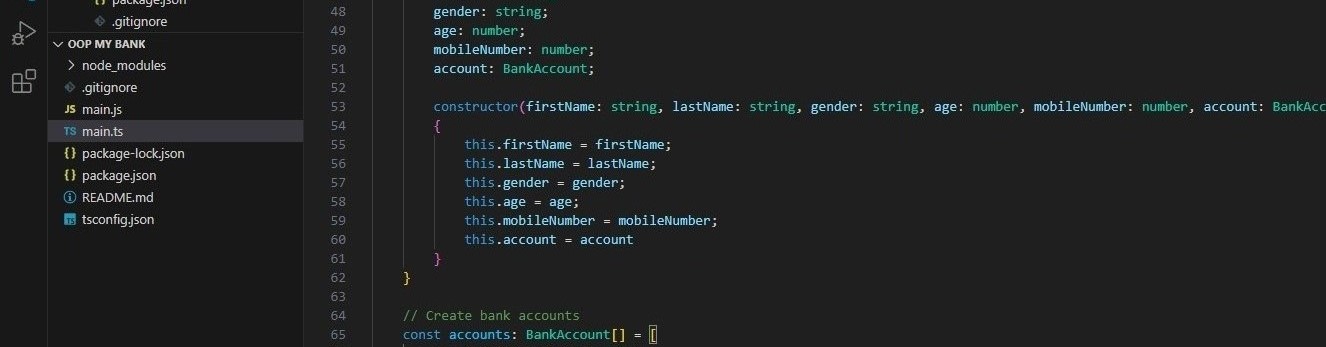 package.json
.gitignore
OOP MY BANK
node_modules
.gitignore
JS main.js
TS main.ts
{} package-lock.json
{} package.json
README.md
TS tsconfig.json
48 gender: string;
49 age: number;
50 mobileNumber: number;
51 account: BankAccount;
52
53 constructor(firstName: string, lastName: string, gender: string, age: number, mobileNumber: number, account: BankAcc
54 {
55 this.firstName = firstName;
56 this.lastName = lastName;
57 this.gender = gender;
58 this.age = age;
59 this.mobileNumber = mobileNumber;
60 this.account = account
61 }
62 }
63
64 // Create bank accounts
65 const accounts: BankAccount[] = [